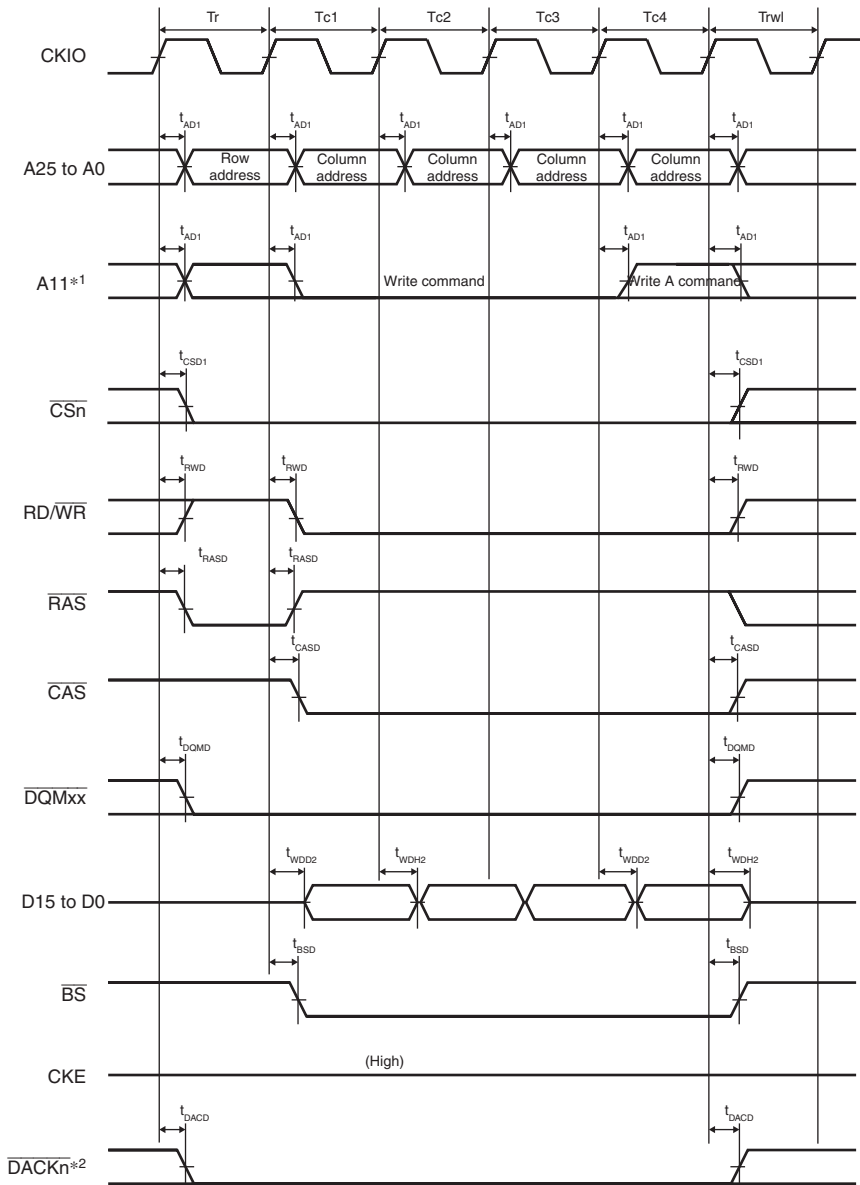 Tr Tc1 Tc2 Tc3 Tc4 Trwl
CKIO
tAD1 tAD1 tAD1 tAD1 tAD1 tAD1
A25 to A0
Row address
Column address
Column address
Column address
Column address
tAD1 tAD1 tAD1 tAD1
A11*1
Write command
Write A command
tCSD1 tCSD1
CSn
tRWD tRWD tRWD
RD/WR
tRASD tRASD
RAS
tCASD tCASD
CAS
tDQMD tDQMD
DQMxx
tWDD2 tWDH2 tWDD2 tWDH2
D15 to D0
tBSD tBSD
BS
(High)
CKE
tDACD tDACD
DACKn*2